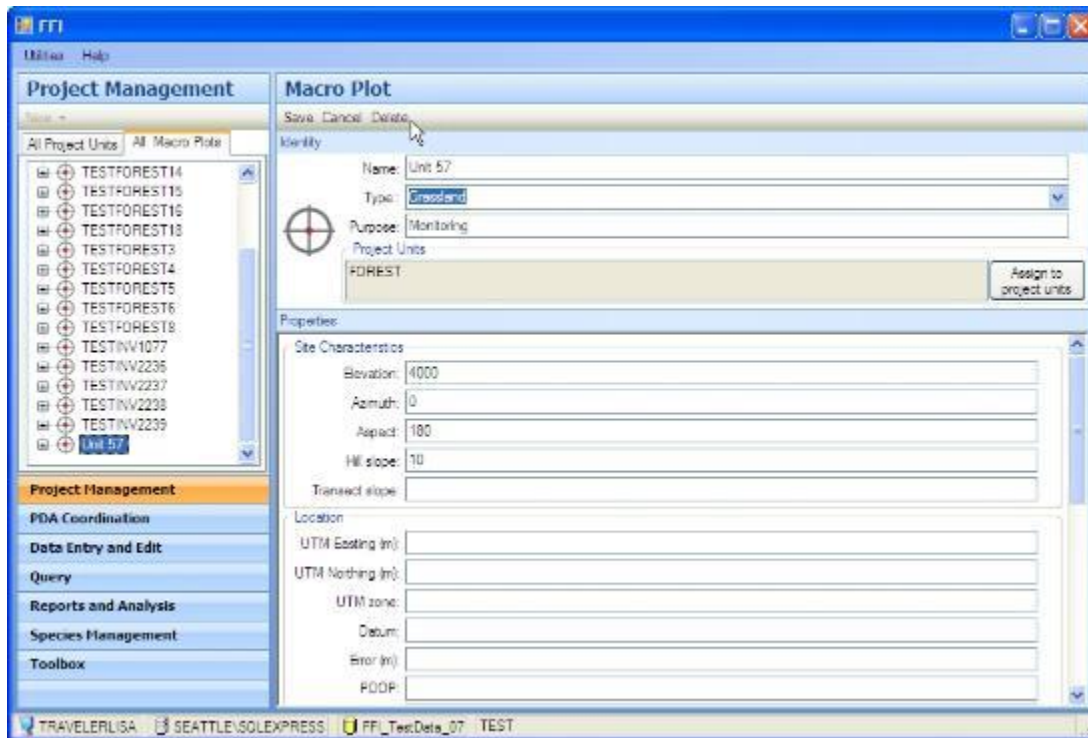 FFI
Utilities Help
Project Management
New
All Project Units All Macro Plots
TESTFOREST14
TESTFOREST15
TESTFOREST16
TESTFOREST18
TESTFOREST3
TESTFOREST4
TESTFOREST5
TESTFOREST6
TESTFOREST8
TESTINV1077
TESTINV2236
TESTINV2237
TESTINV2238
TESTINV2239
Unit 57
Project Management
PDA Coordination
Data Entry and Edit
Query
Reports and Analysis
Species Management
Toolbox
Macro Plot
Save Cancel Delete
Identity
Name: Unit 57
Type: Grassland
Purpose: Monitoring
Project Units
FOREST
Assign to
project units
Properties
Site Characteristics
Elevation: 4000
Azimuth: 0
Aspect: 180
Hill slope: 10
Transect slope:
Location
UTM Easting (m):
UTM Northing (m):
UTM zone:
Datum:
Error (m):
PDOP:
TRAVELERLISA SEATTLE\SQLEXPRESS FFI_TestData_07 TEST